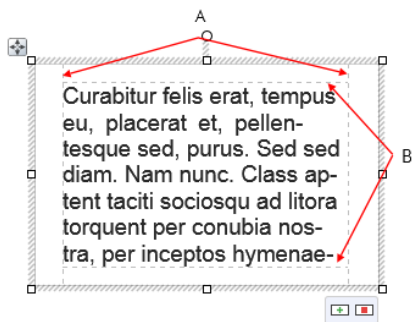 A
Curabitur felis erat, tempus
eu, placerat et, pellen-
tesque sed, purus. Sed sed
diam. Nam nunc. Class ap-
tent taciti sociosqu ad litora
torquent per conubia nos-
tra, per inceptos hymenae-
B